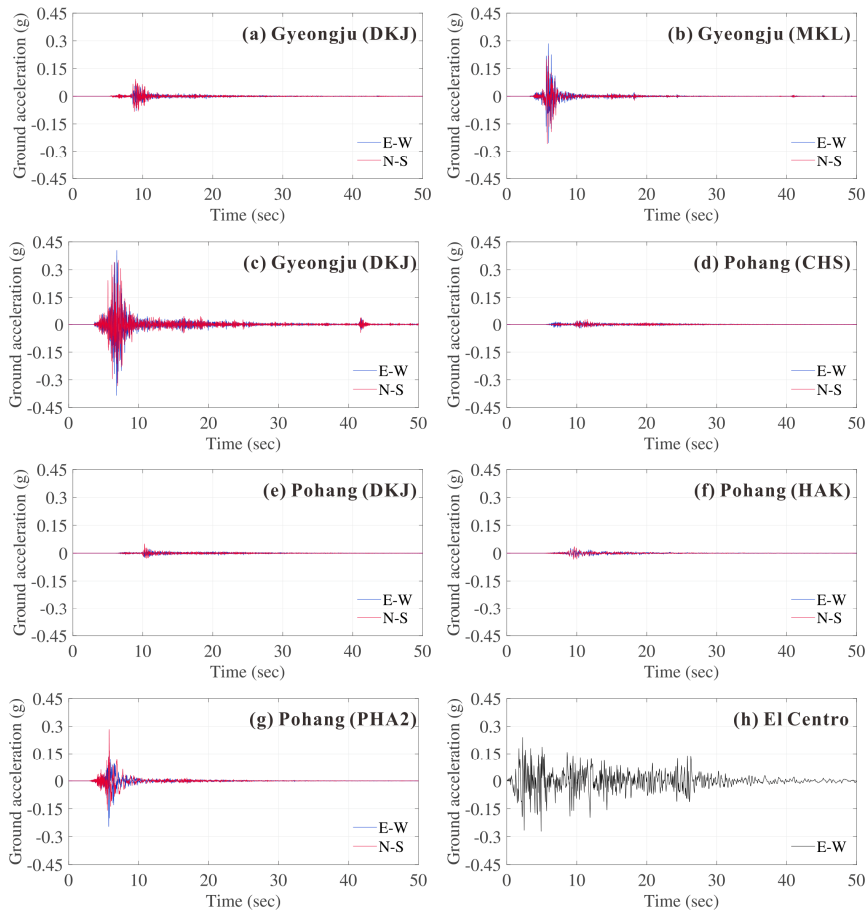 (a) Gyeongju (DKJ)
Ground acceleration (g)
0.45
0.3
0.15
0
-0.15
-0.3
-0.45
E-W
N-S
0 10 20 30 40 50
Time (sec)
(b) Gyeongju (MKL)
Ground acceleration (g)
0.45
0.3
0.15
0
-0.15
-0.3
-0.45
E-W
N-S
0 10 20 30 40 50
Time (sec)
(c) Gyeongju (DKJ)
Ground acceleration (g)
0.45
0.3
0.15
0
-0.15
-0.3
-0.45
E-W
N-S
0 10 20 30 40 50
Time (sec)
(d) Pohang (CHS)
Ground acceleration (g)
0.45
0.3
0.15
0
-0.15
-0.3
-0.45
E-W
N-S
0 10 20 30 40 50
Time (sec)
(e) Pohang (DKJ)
Ground acceleration (g)
0.45
0.3
0.15
0
-0.15
-0.3
-0.45
E-W
N-S
0 10 20 30 40 50
Time (sec)
(f) Pohang (HAK)
Ground acceleration (g)
0.45
0.3
0.15
0
-0.15
-0.3
-0.45
E-W
N-S
0 10 20 30 40 50
Time (sec)
(g) Pohang (PHA2)
Ground acceleration (g)
0.45
0.3
0.15
0
-0.15
-0.3
-0.45
E-W
N-S
0 10 20 30 40 50
Time (sec)
(h) El Centro
Ground acceleration (g)
0.45
0.3
0.15
0
-0.15
-0.3
-0.45
E-W
0 10 20 30 40 50
Time (sec)